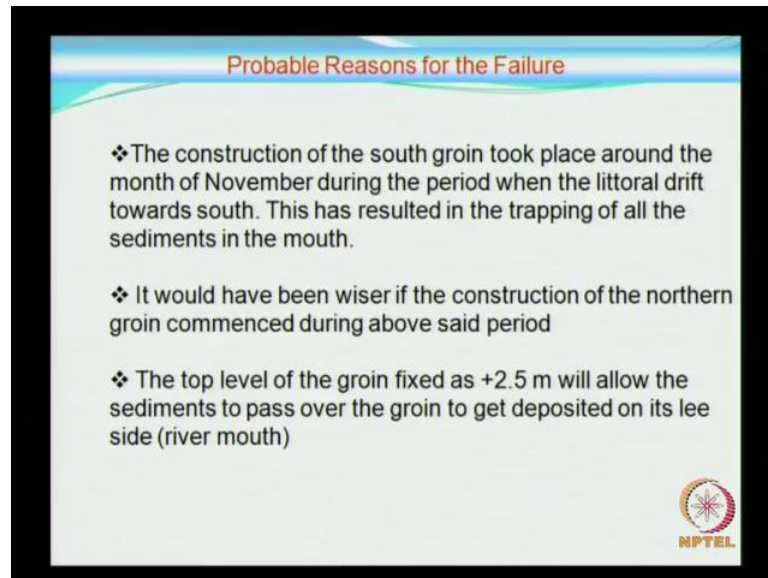 Probable Reasons for the Failure
❖The construction of the south groin took place around the
month of November during the period when the littoral drift
towards south. This has resulted in the trapping of all the
sediments in the mouth.
❖ It would have been wiser if the construction of the northern
groin commenced during above said period
❖ The top level of the groin fixed as +2.5 m will allow the
sediments to pass over the groin to get deposited on its lee
side (river mouth)
NPTEL